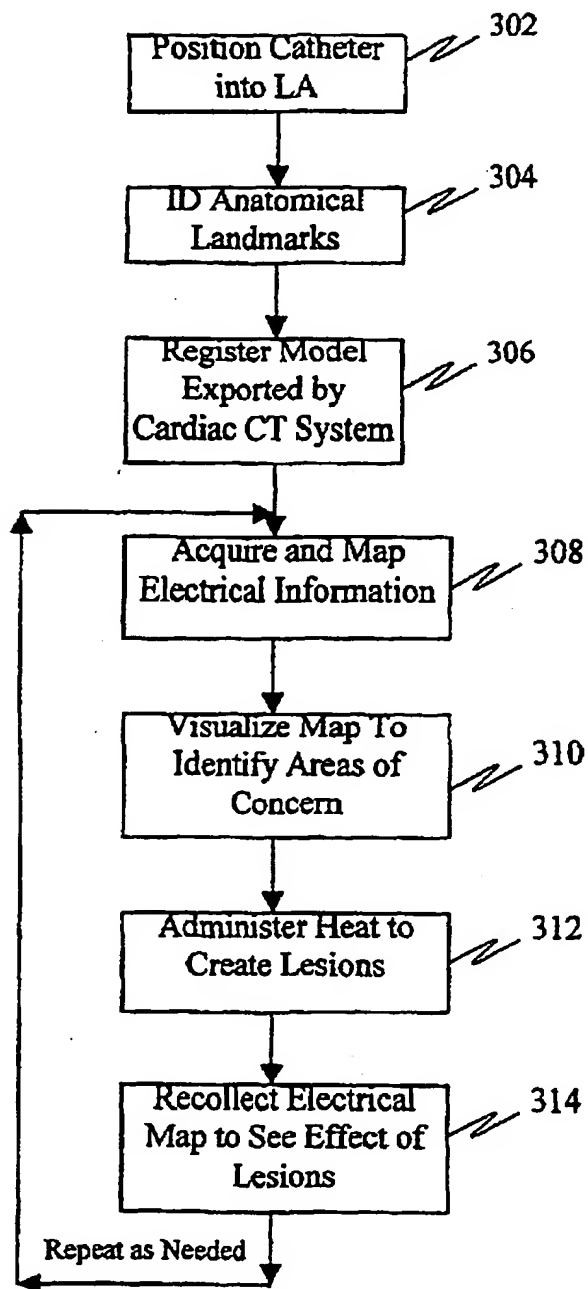 302
Position Catheter
into LA
304
ID Anatomical
Landmarks
306
Register Model
Exported by
Cardiac CT System
308
Acquire and Map
Electrical Information
310
Visualize Map To
Identify Areas of
Concern
312
Administer Heat to
Create Lesions
314
Recollect Electrical
Map to See Effect of
Lesions
Repeat as Needed